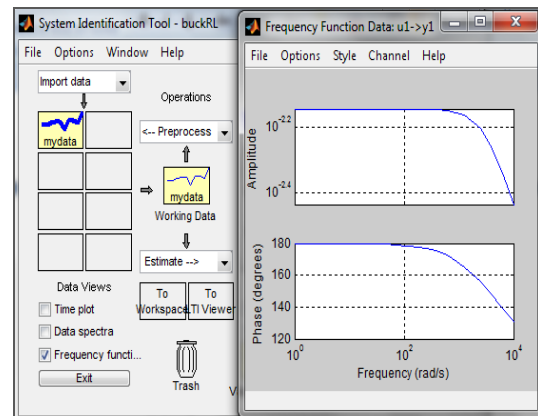 System Identification Tool - buckRL
File Options Window Help
Import data
Operations
<-- Preprocess
mydata
mydata
Working Data
Estimate -->
Data Views
To Workspace
To LTI Viewer
Time plot
Data spectra
Frequency functi...
Exit
Trash
V
Frequency Function Data: u1->y1
File Options Style Channel Help
Amplitude
10^-2.2
10^-2.4
Phase (degrees)
180
160
140
120
10^0 10^2 10^4
Frequency (rad/s)